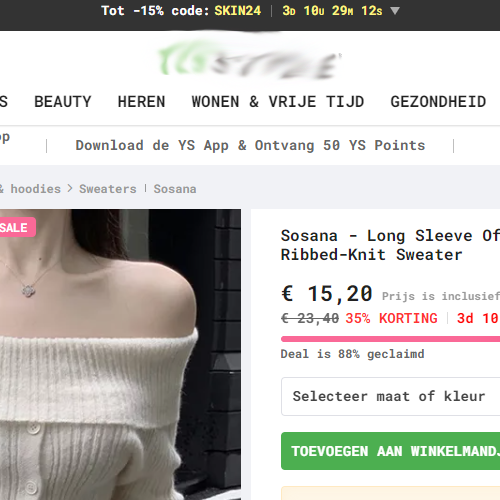 Tot -15% code: SKIN24 | 3D 10U 29M 12S ▼
S BEAUTY HEREN WONEN & VRIJE TIJD GEZONDHEID
op
Download de YS App & Ontvang 50 YS Points
& hoodies > Sweaters | Sosana
SALE
Sosana - Long Sleeve Of
Ribbed-Knit Sweater
€ 15,20 Prijs is inclusief
€ 23,40 35% KORTING | 3d 10
Deal is 88% geclaimd
Selecteer maat of kleur
TOEVOEGEN AAN WINKELMANDJ